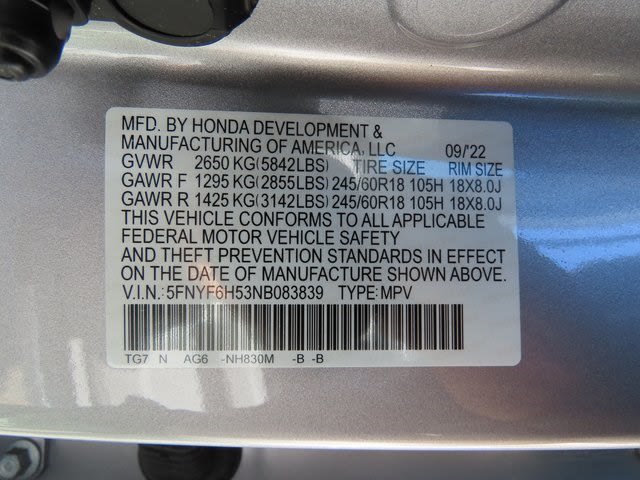 MFD. BY HONDA DEVELOPMENT &
MANUFACTURING OF AMERICA, LLC 09/'22
GVWR 2650 KG(5842LBS) TIRE SIZE RIM SIZE
GAWR F 1295 KG(2855LBS) 245/60R18 105H 18X8.0J
GAWR R 1425 KG(3142LBS) 245/60R18 105H 18X8.0J
THIS VEHICLE CONFORMS TO ALL APPLICABLE
FEDERAL MOTOR VEHICLE SAFETY
AND THEFT PREVENTION STANDARDS IN EFFECT
ON THE DATE OF MANUFACTURE SHOWN ABOVE.
V.I.N.: 5FNYF6H53NB083839 TYPE: MPV
TG7 N AG6 -NH830M -B -B